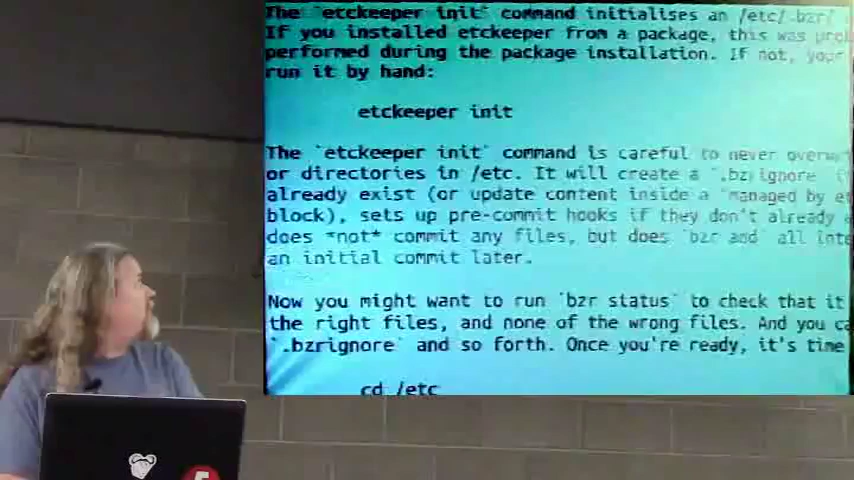 The `etckeeper init` command initialises an /etc/.bzr/
If you installed etckeeper from a package, this was
performed during the package installation. If not, your
run it by hand:
etckeeper init
The `etckeeper init` command is careful to never
or directories in /etc. It will create a `.bzrignore`
already exist (or update content inside a "managed by
block), sets up pre-commit hooks if they don't already
does *not* commit any files, but does `bzr add` all
an initial commit later.
Now you might want to run `bzr status` to check that it
the right files, and none of the wrong files. And you
`.bzrignore` and so forth. Once you're ready, it's time
cd /etc